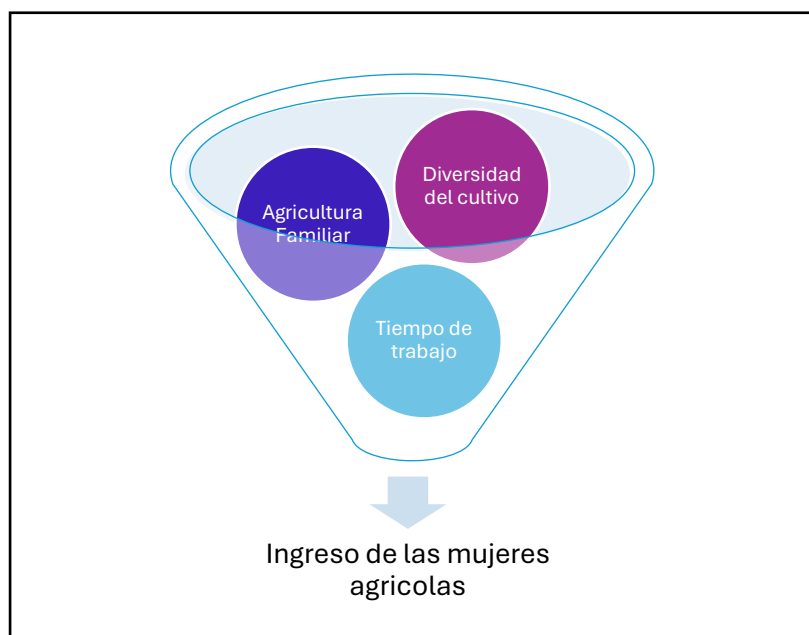 Diversidad
del cultivo
Agricultura
Familiar
Tiempo de
trabajo
Ingreso de las mujeres
agricolas